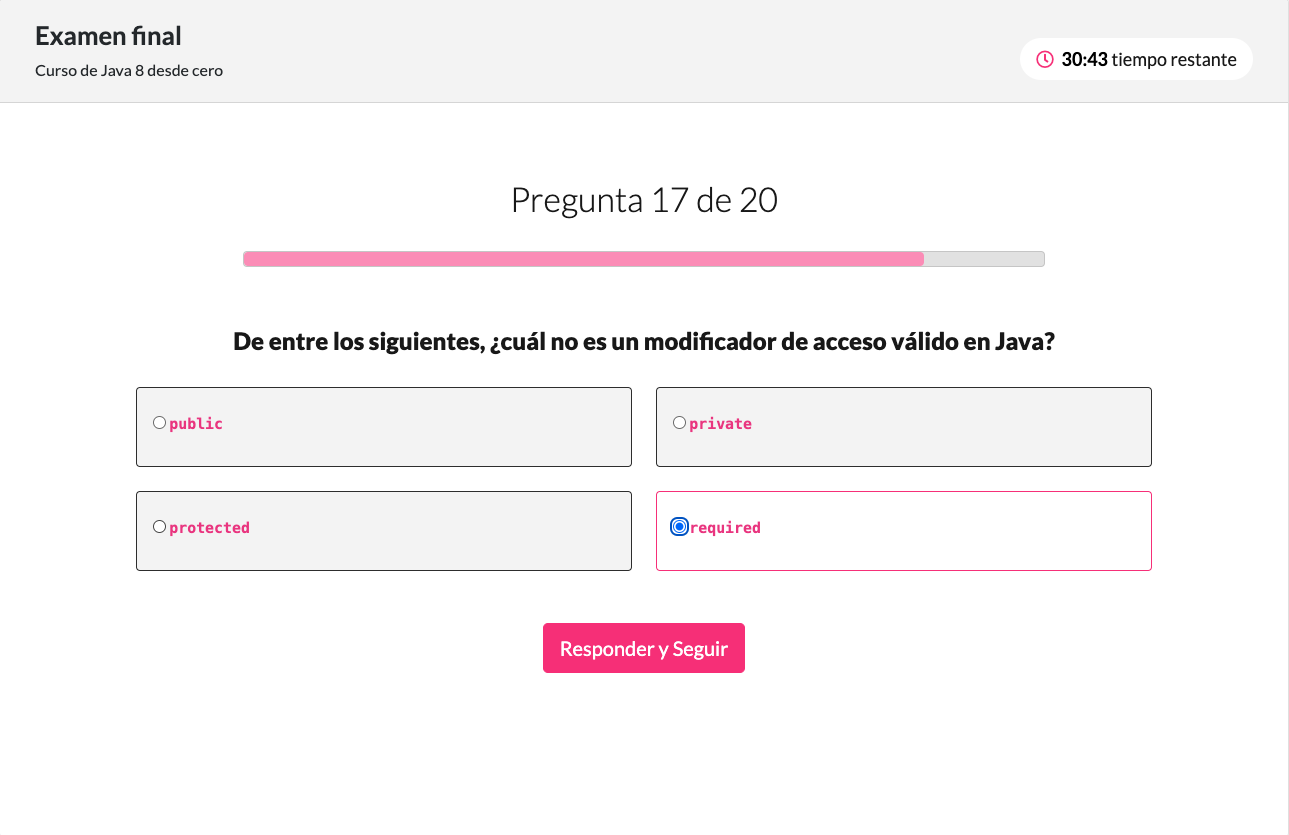 Examen final
Curso de Java 8 desde cero
30:43 tiempo restante
Pregunta 17 de 20
De entre los siguientes, ¿cuál no es un modificador de acceso válido en Java?
public
private
protected
required
Responder y Seguir